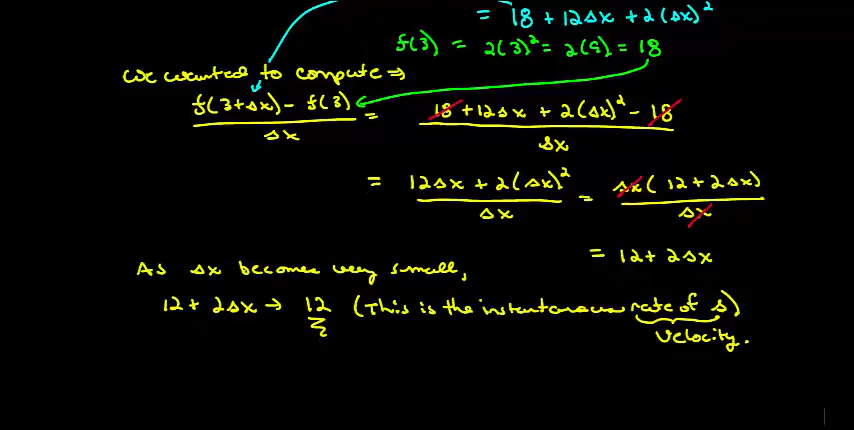 = 18 + 12Δx + 2(Δx)²
f(3) = 2(3)² = 2(9) = 18
We wanted to compute ⇒
f(3+Δx) - f(3) / Δx = 18 + 12Δx + 2(Δx)² - 18 / Δx
= 12Δx + 2(Δx)² / Δx = Δx(12 + 2Δx) / Δx
= 12 + 2Δx
As Δx becomes very small,
12 + 2Δx → 12 (This is the instantaneous rate of s)
velocity.